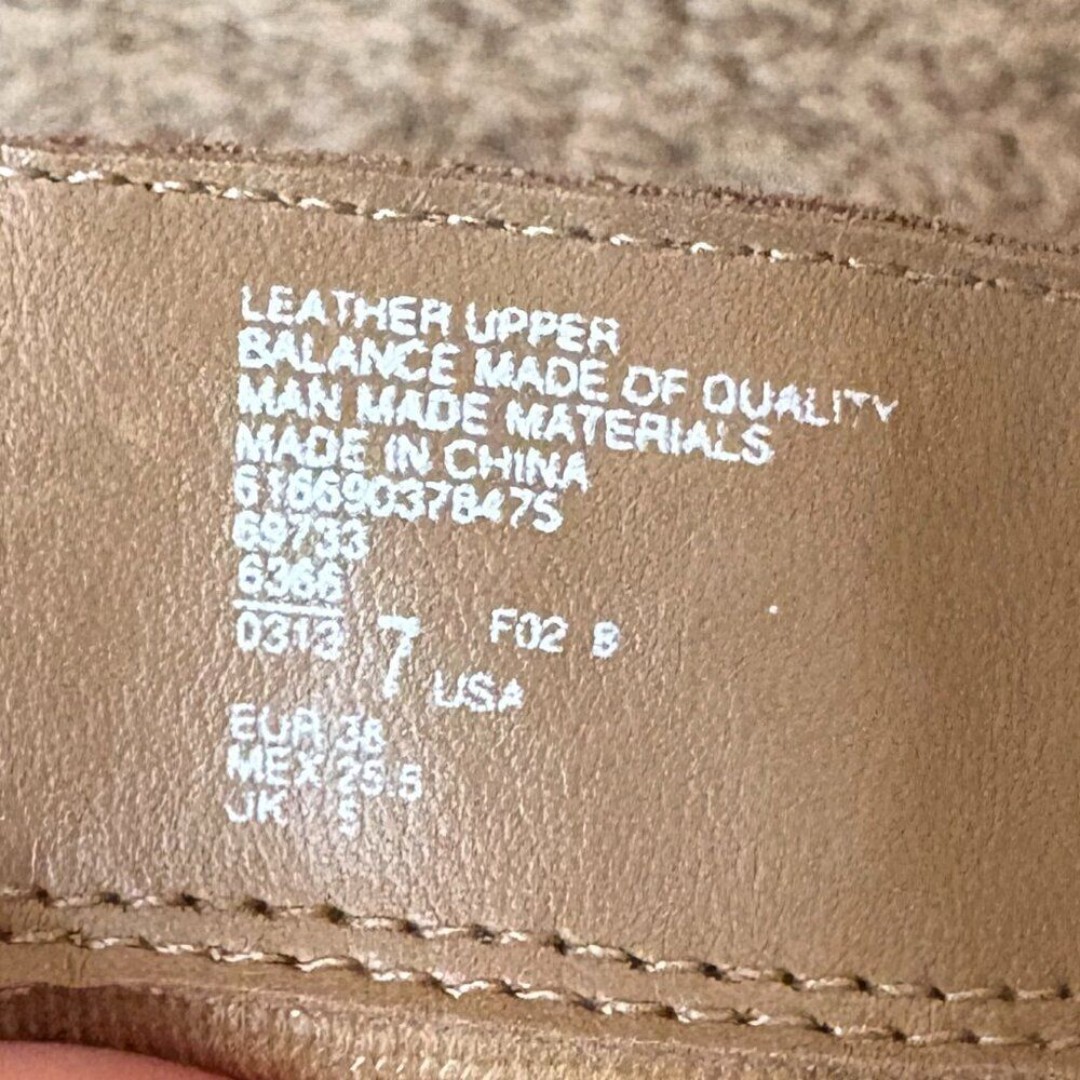 LEATHER UPPER
BALANCE MADE OF QUALITY
MAN MADE MATERIALS
MADE IN CHINA
616690378475
69733
6366
0313 7 F02 B
USA
EUR 38
MEX 25.5
UK 5